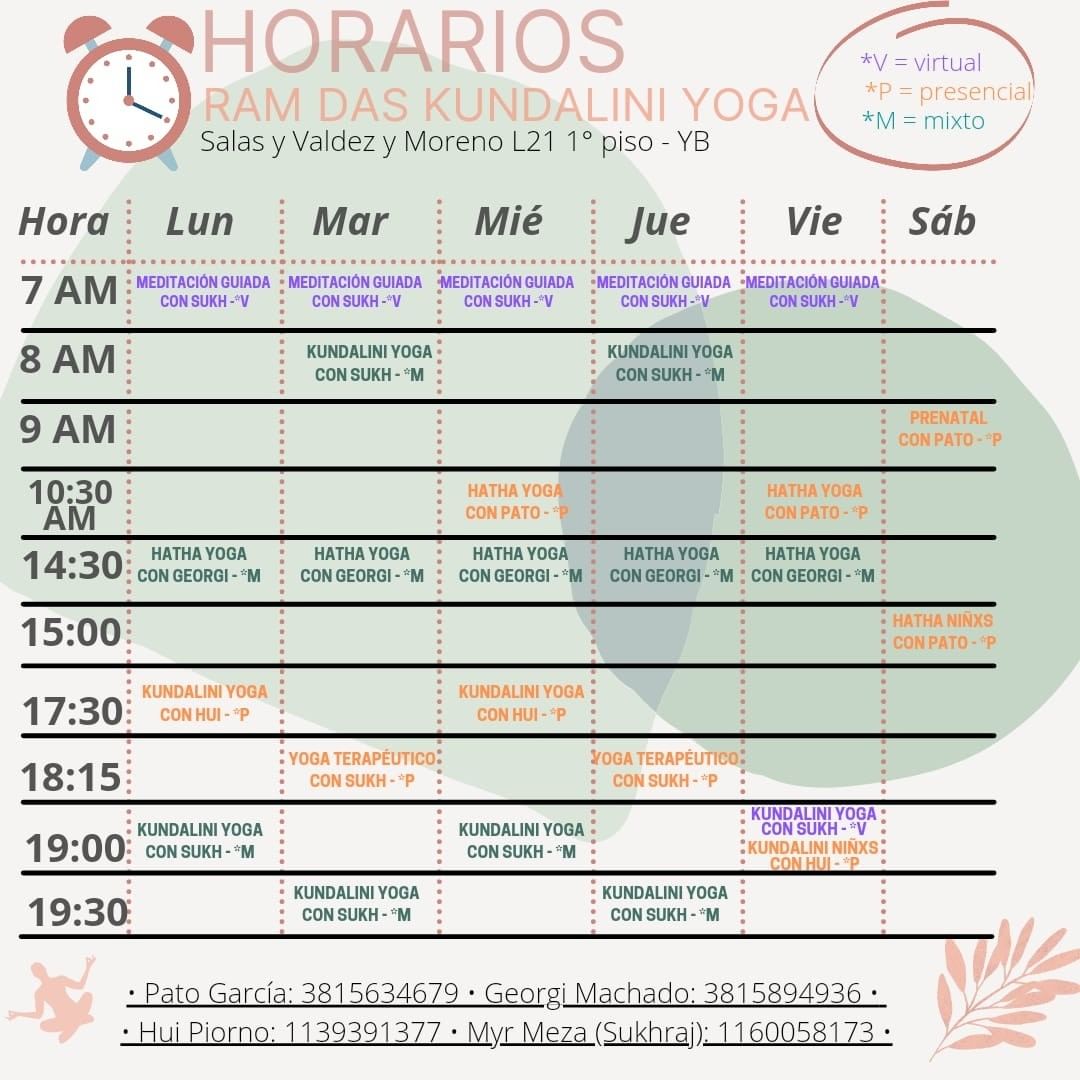 HORARIOS
RAM DAS KUNDALINI YOGA
Salas y Valdez y Moreno L21 1° piso - YB
*V = virtual
*P = presencial
*M = mixto
Hora Lun Mar Mié Jue Vie Sáb
7 AM
MEDITACIÓN GUIADA MEDITACIÓN GUIADA MEDITACIÓN GUIADA MEDITACIÓN GUIADA MEDITACIÓN GUIADA
CON SUKH -*V CON SUKH -*V CON SUKH -*V CON SUKH -*V CON SUKH -*V
8 AM
KUNDALINI YOGA KUNDALINI YOGA
CON SUKH - *M CON SUKH - *M
9 AM
PRENATAL
CON PATO - *P
10:30
AM
HATHA YOGA HATHA YOGA
CON PATO - *P CON PATO - *P
14:30
HATHA YOGA HATHA YOGA HATHA YOGA HATHA YOGA HATHA YOGA
CON GEORGI - *M CON GEORGI - *M CON GEORGI - *M CON GEORGI - *M CON GEORGI - *M
15:00
HATHA NIÑXS
CON PATO - *P
17:30
KUNDALINI YOGA KUNDALINI YOGA
CON HUI - *P CON HUI - *P
18:15
YOGA TERAPÉUTICO YOGA TERAPÉUTICO
CON SUKH - *P CON SUKH - *P
19:00
KUNDALINI YOGA KUNDALINI YOGA KUNDALINI YOGA
CON SUKH - *M CON SUKH - *M CON SUKH - *V
KUNDALINI NIÑXS
CON HUI - *P
19:30
KUNDALINI YOGA KUNDALINI YOGA
CON SUKH - *M CON SUKH - *M
• Pato García: 3815634679 • Georgi Machado: 3815894936 •
• Hui Piorno: 1139391377 • Myr Meza (Sukhraj): 1160058173 •